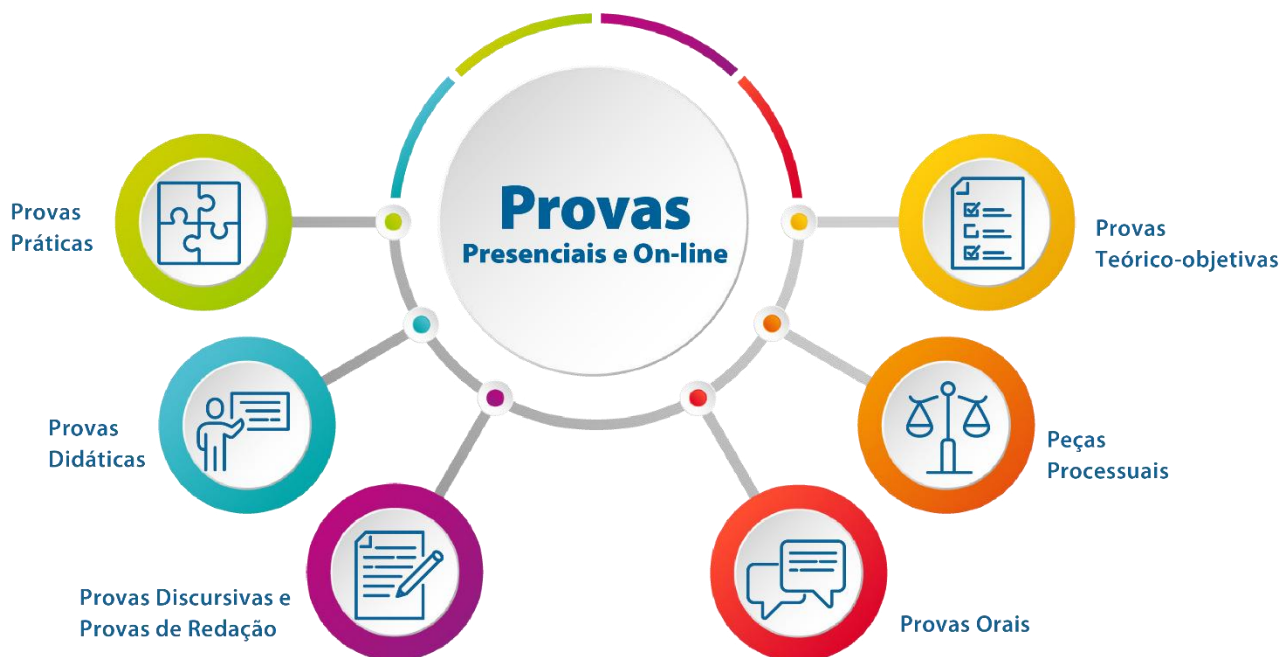 Provas
Presenciais e On-line
Provas
Práticas
Provas
Didáticas
Provas Discursivas e
Provas de Redação
Provas
Teórico-objetivas
Peças
Processuais
Provas Orais